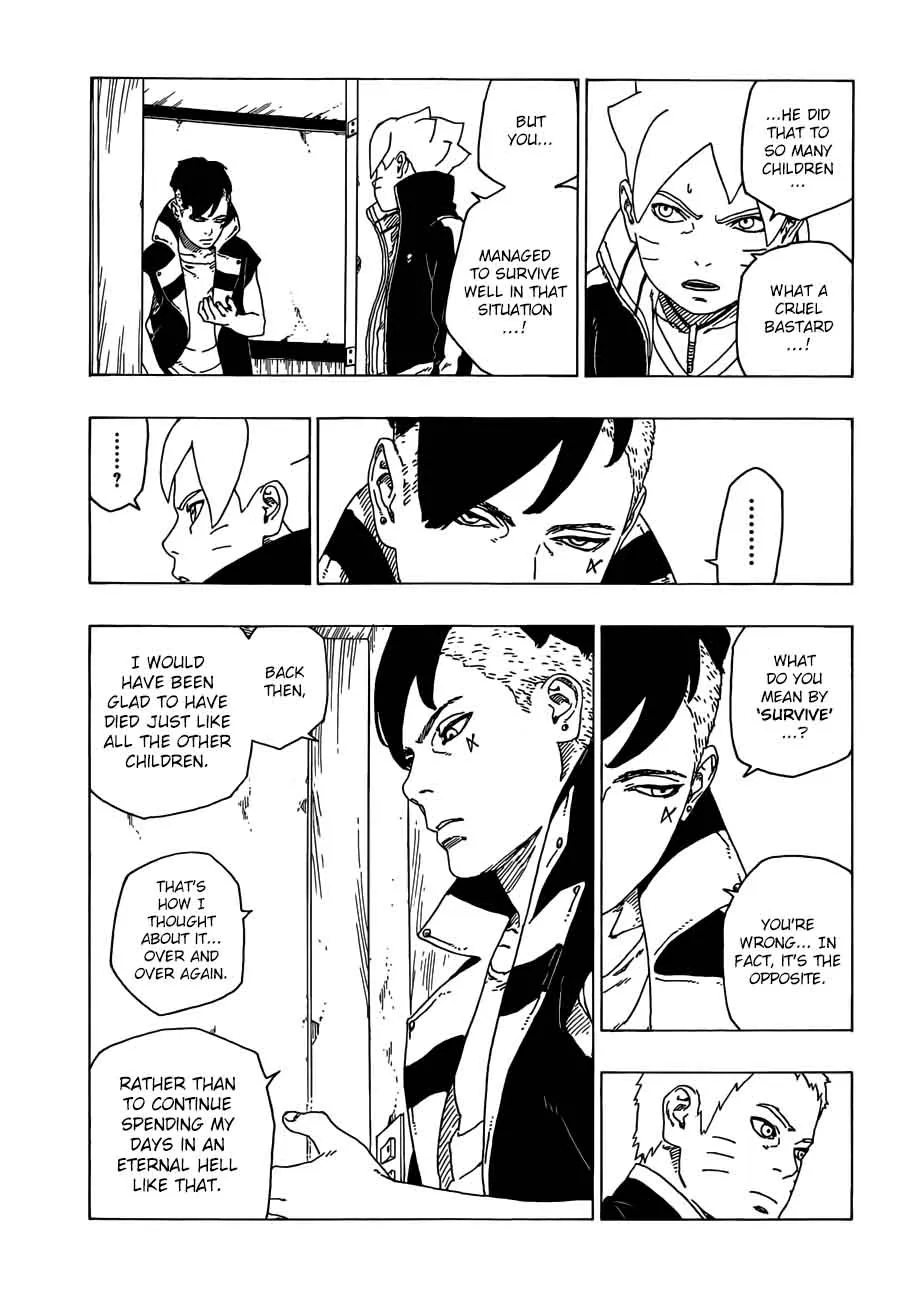 ...HE DID
THAT TO
SO MANY
CHILDREN
...
WHAT A
CRUEL
BASTARD
...!
BUT
YOU...
MANAGED
TO SURVIVE
WELL IN THAT
SITUATION
...!
.........
......?
WHAT
DO YOU
MEAN BY
'SURVIVE'
...?
YOU'RE
WRONG... IN
FACT, IT'S THE
OPPOSITE.
BACK
THEN,
I WOULD
HAVE BEEN
GLAD TO HAVE
DIED JUST LIKE
ALL THE OTHER
CHILDREN.
THAT'S
HOW I
THOUGHT
ABOUT IT...
OVER AND
OVER AGAIN.
RATHER THAN
TO CONTINUE
SPENDING MY
DAYS IN AN
ETERNAL HELL
LIKE THAT.